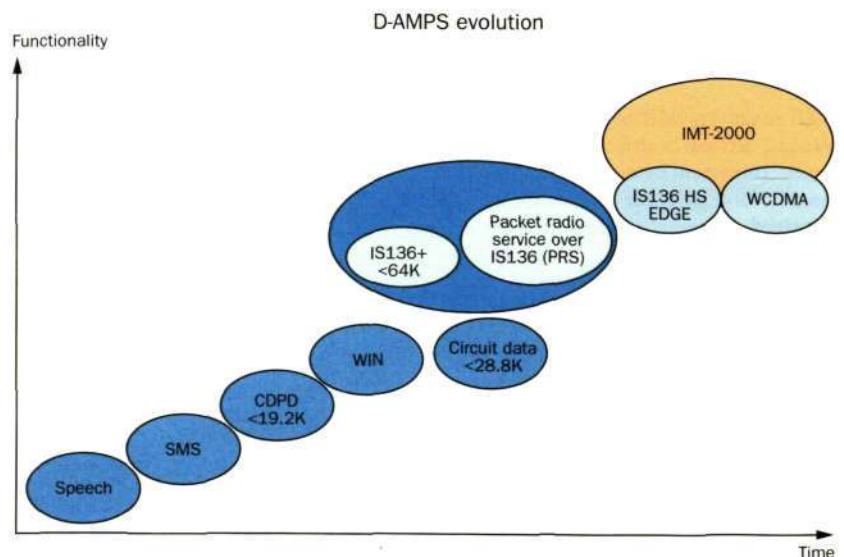 D-AMPS evolution
Functionality
IMT-2000
IS136 HS
EDGE
WCDMA
Packet radio
service over
IS136 (PRS)
IS136+
<64K
WIN
Circuit data
<28.8K
CDPD
<19.2K
SMS
Speech
Time